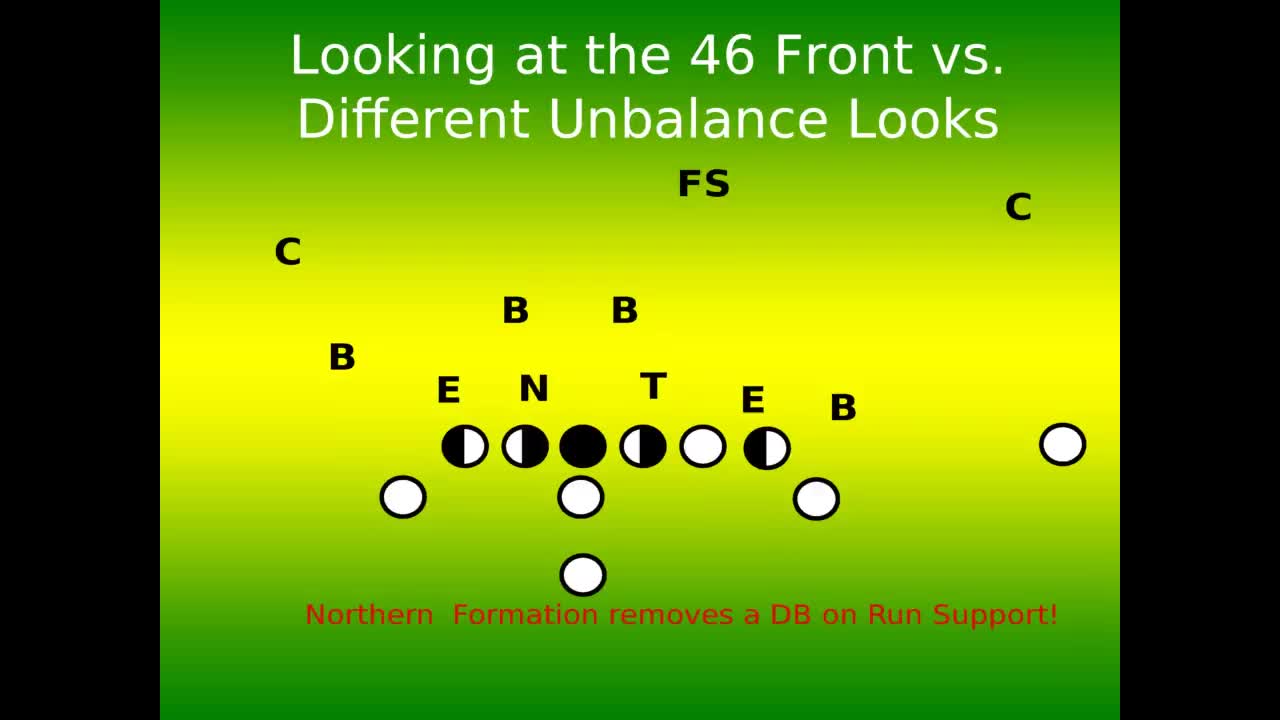 Looking at the 46 Front vs.
Different Unbalance Looks
FS
C
C
B B
B
E N T E B
Northern Formation removes a DB on Run Support!